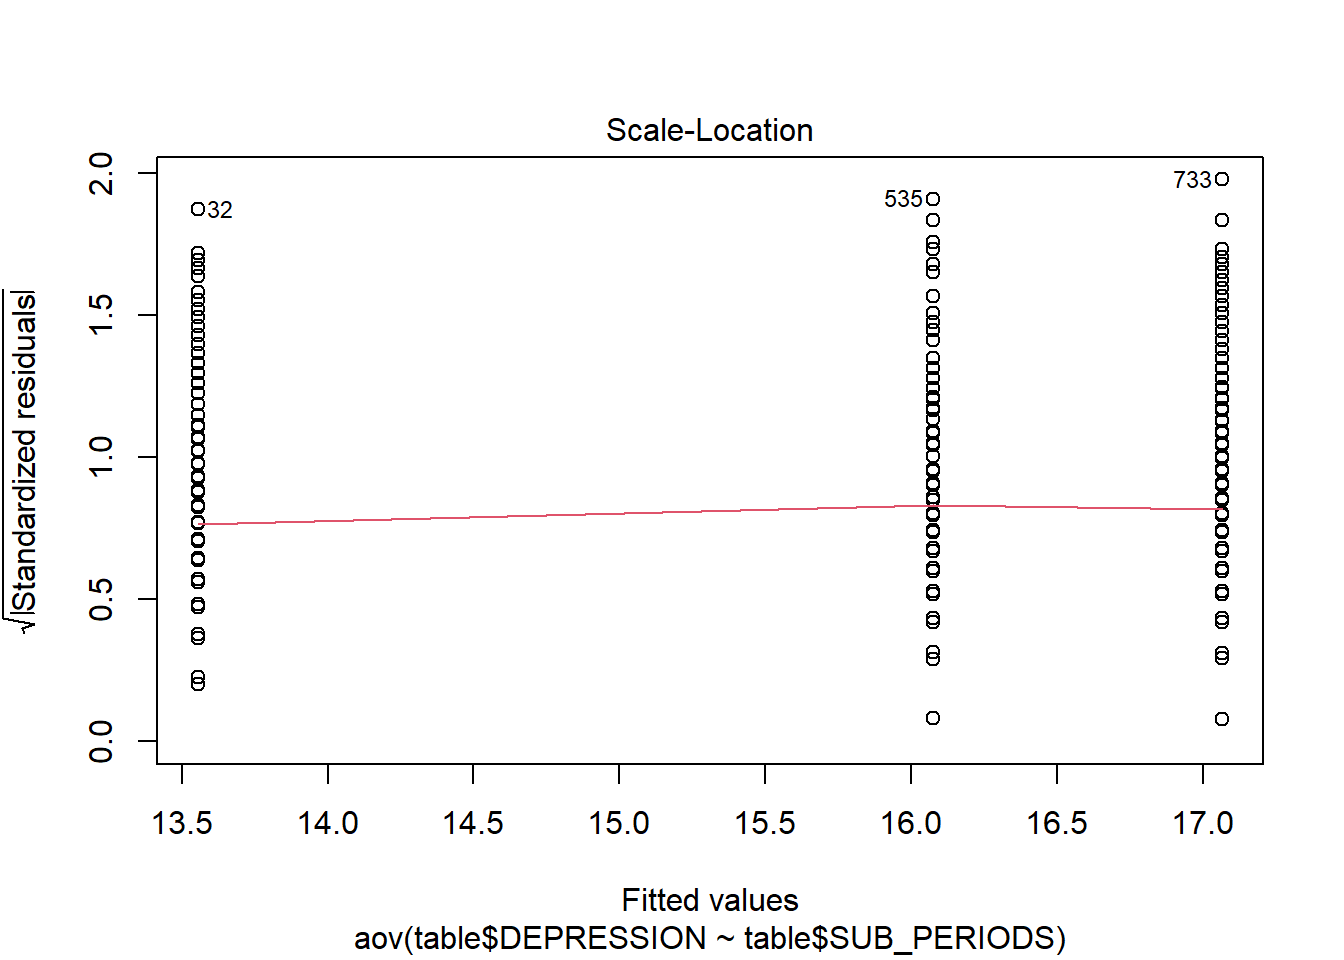 Scale-Location
√|Standardized residuals|
2.0
1.5
1.0
0.5
0.0
32
535
733
13.5 14.0 14.5 15.0 15.5 16.0 16.5 17.0
Fitted values
aov(table$DEPRESSION ~ table$SUB_PERIODS)